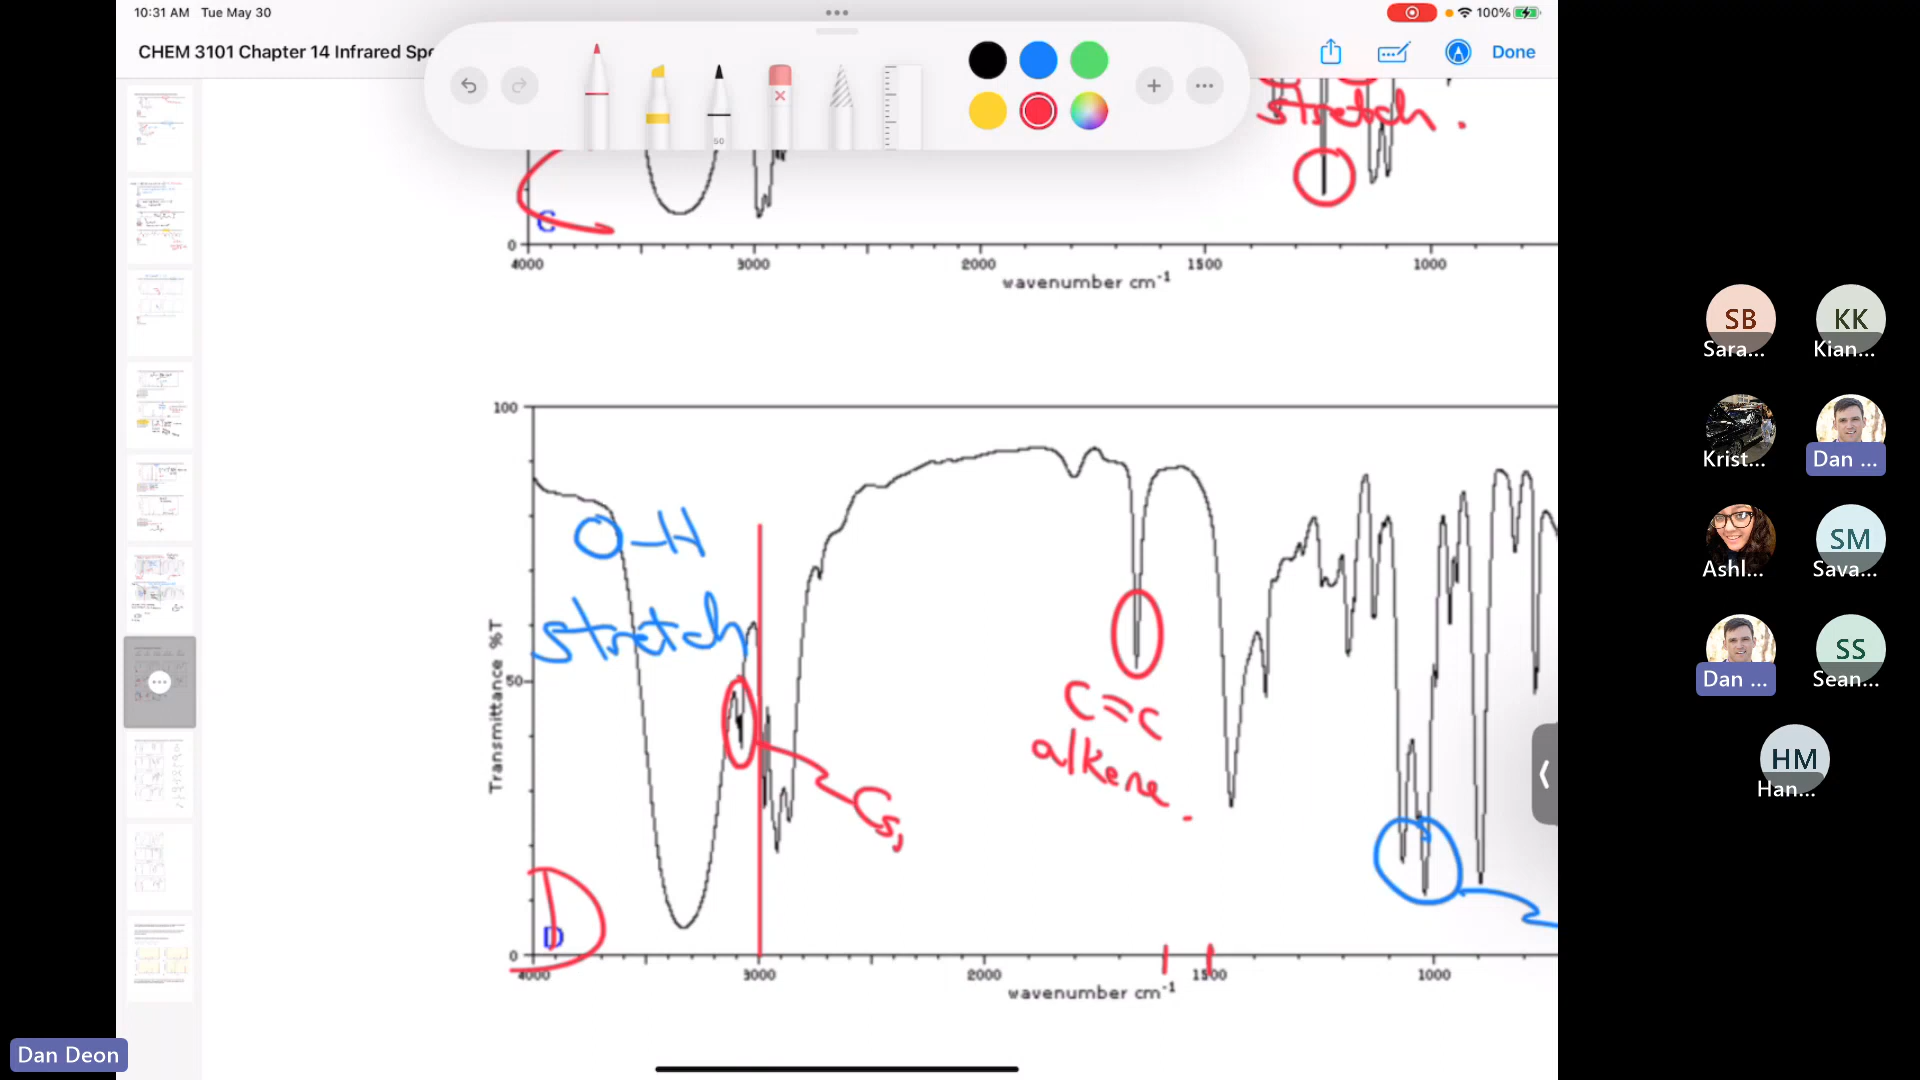 10:31 AM Tue May 30
100%
CHEM 3101 Chapter 14 Infrared Spe
Done
50
stretch.
C
0
4000 3000 2000 1500 1000
wavenumber cm-1
100
O-H
stretch
50
Transmittance %T
C=C
alkene.
D
0
4000 3000 2000 1500 1000
wavenumber cm-1
SB
Sara...
KK
Kian...
Krist...
Dan ...
Ashl...
SM
Sava...
Dan ...
SS
Sean...
HM
Han...
Dan Deon